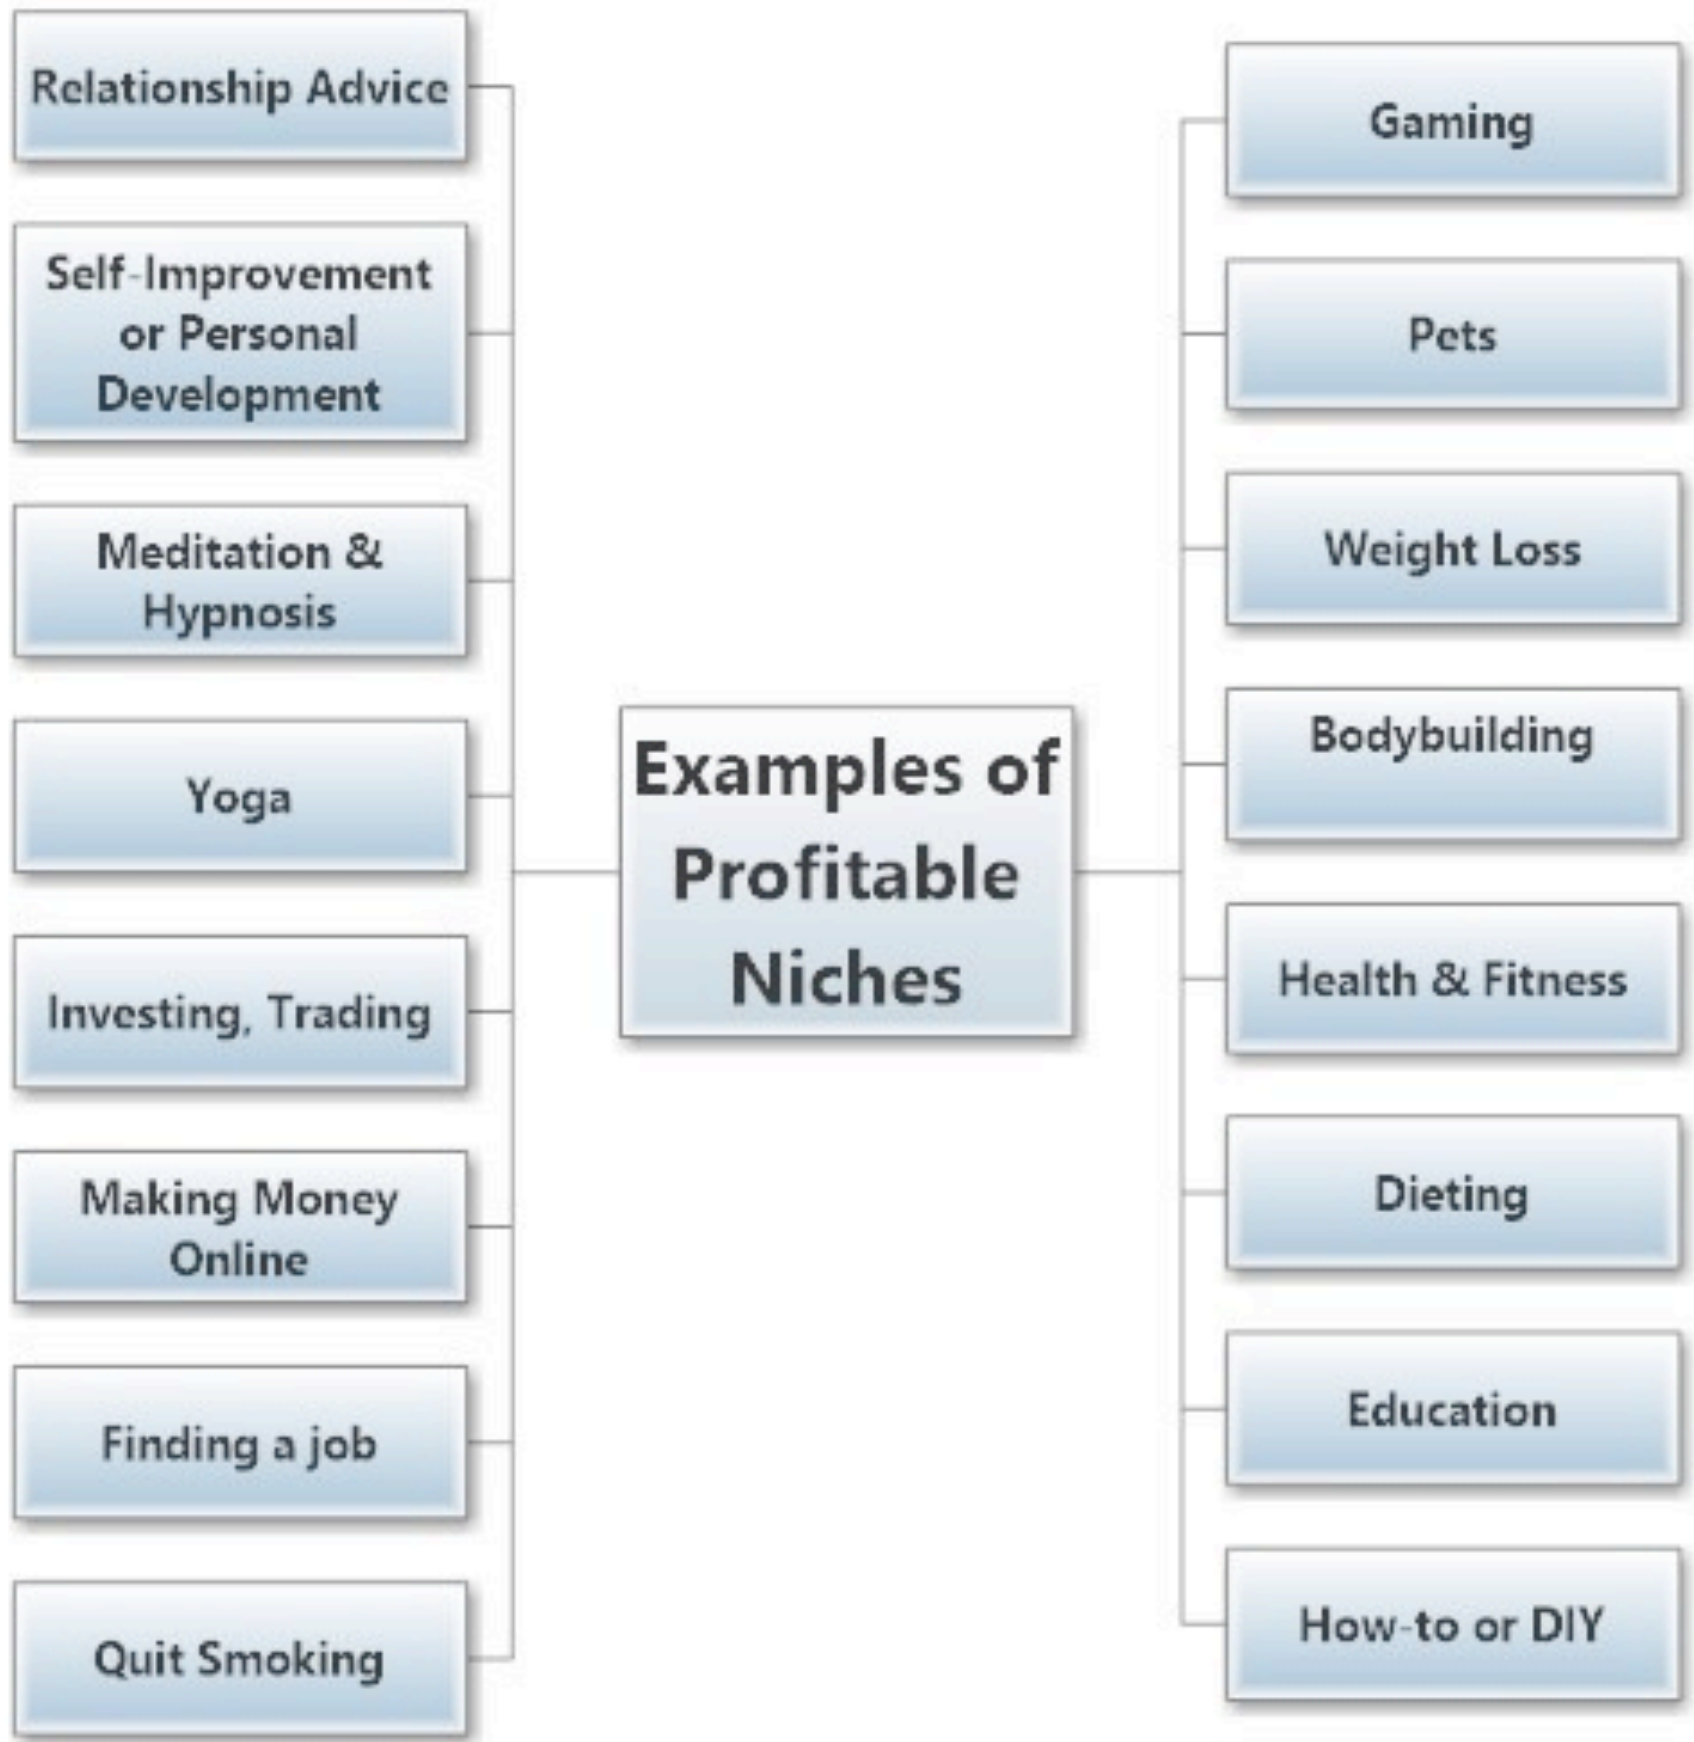 Relationship Advice
Self-Improvement
or Personal
Development
Meditation &
Hypnosis
Yoga
Investing, Trading
Making Money
Online
Finding a job
Quit Smoking
Examples of
Profitable
Niches
Gaming
Pets
Weight Loss
Bodybuilding
Health & Fitness
Dieting
Education
How-to or DIY